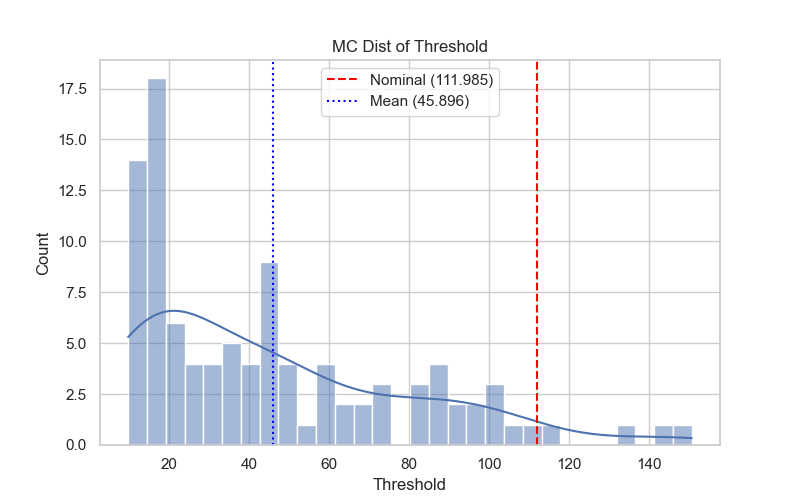 MC Dist of Threshold
Nominal (111.985)
Mean (45.896)
17.5
15.0
12.5
10.0
7.5
5.0
2.5
0.0
Count
20 40 60 80 100 120 140
Threshold